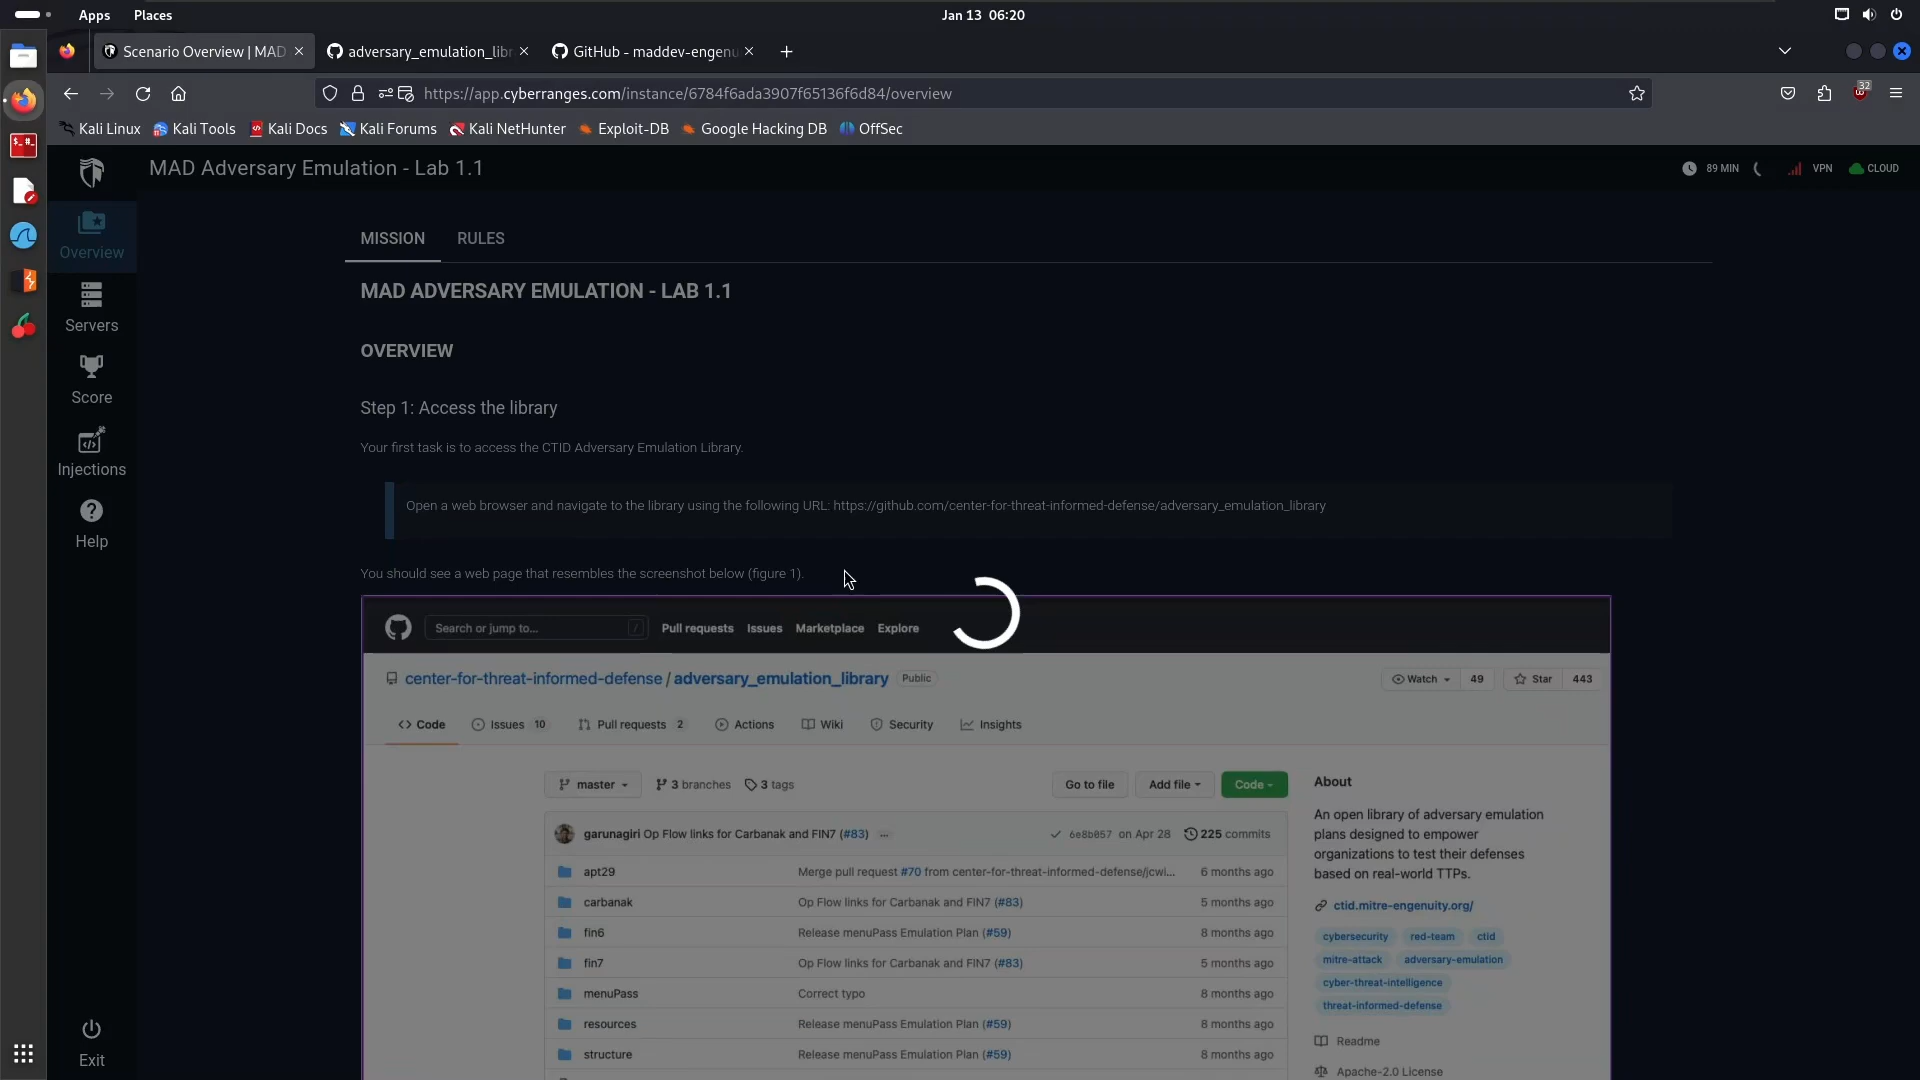 Apps Places Jan 13 06:20
Scenario Overview | MAD adversary_emulation_libr GitHub - maddev-engenu
https://app.cyberranges.com/instance/6784f6ada3907f65136f6d84/overview 32
Kali Linux Kali Tools Kali Docs Kali Forums Kali NetHunter Exploit-DB Google Hacking DB OffSec
MAD Adversary Emulation - Lab 1.1 89 MIN VPN CLOUD
Overview
Servers
Score
Injections
Help
Exit
MISSION RULES
MAD ADVERSARY EMULATION - LAB 1.1
OVERVIEW
Step 1: Access the library
Your first task is to access the CTID Adversary Emulation Library.
Open a web browser and navigate to the library using the following URL: https://github.com/center-for-threat-informed-defense/adversary_emulation_library
You should see a web page that resembles the screenshot below (figure 1).
Search or jump to... / Pull requests Issues Marketplace Explore
center-for-threat-informed-defense / adversary_emulation_library Public Watch 49 Star 443
Code Issues 10 Pull requests 2 Actions Wiki Security Insights
master 3 branches 3 tags Go to file Add file Code
garunagiri Op Flow links for Carbanak and FIN7 (#83) ... 6e8b057 on Apr 28 225 commits
apt29 Merge pull request #70 from center-for-threat-informed-defense/jcwi... 6 months ago
carbanak Op Flow links for Carbanak and FIN7 (#83) 5 months ago
fin6 Release menuPass Emulation Plan (#59) 8 months ago
fin7 Op Flow links for Carbanak and FIN7 (#83) 5 months ago
menuPass Correct typo 8 months ago
resources Release menuPass Emulation Plan (#59) 8 months ago
structure Release menuPass Emulation Plan (#59) 8 months ago
About
An open library of adversary emulation
plans designed to empower
organizations to test their defenses
based on real-world TTPs.
ctid.mitre-engenuity.org/
cybersecurity red-team ctid
mitre-attack adversary-emulation
cyber-threat-intelligence
threat-informed-defense
Readme
Apache-2.0 License